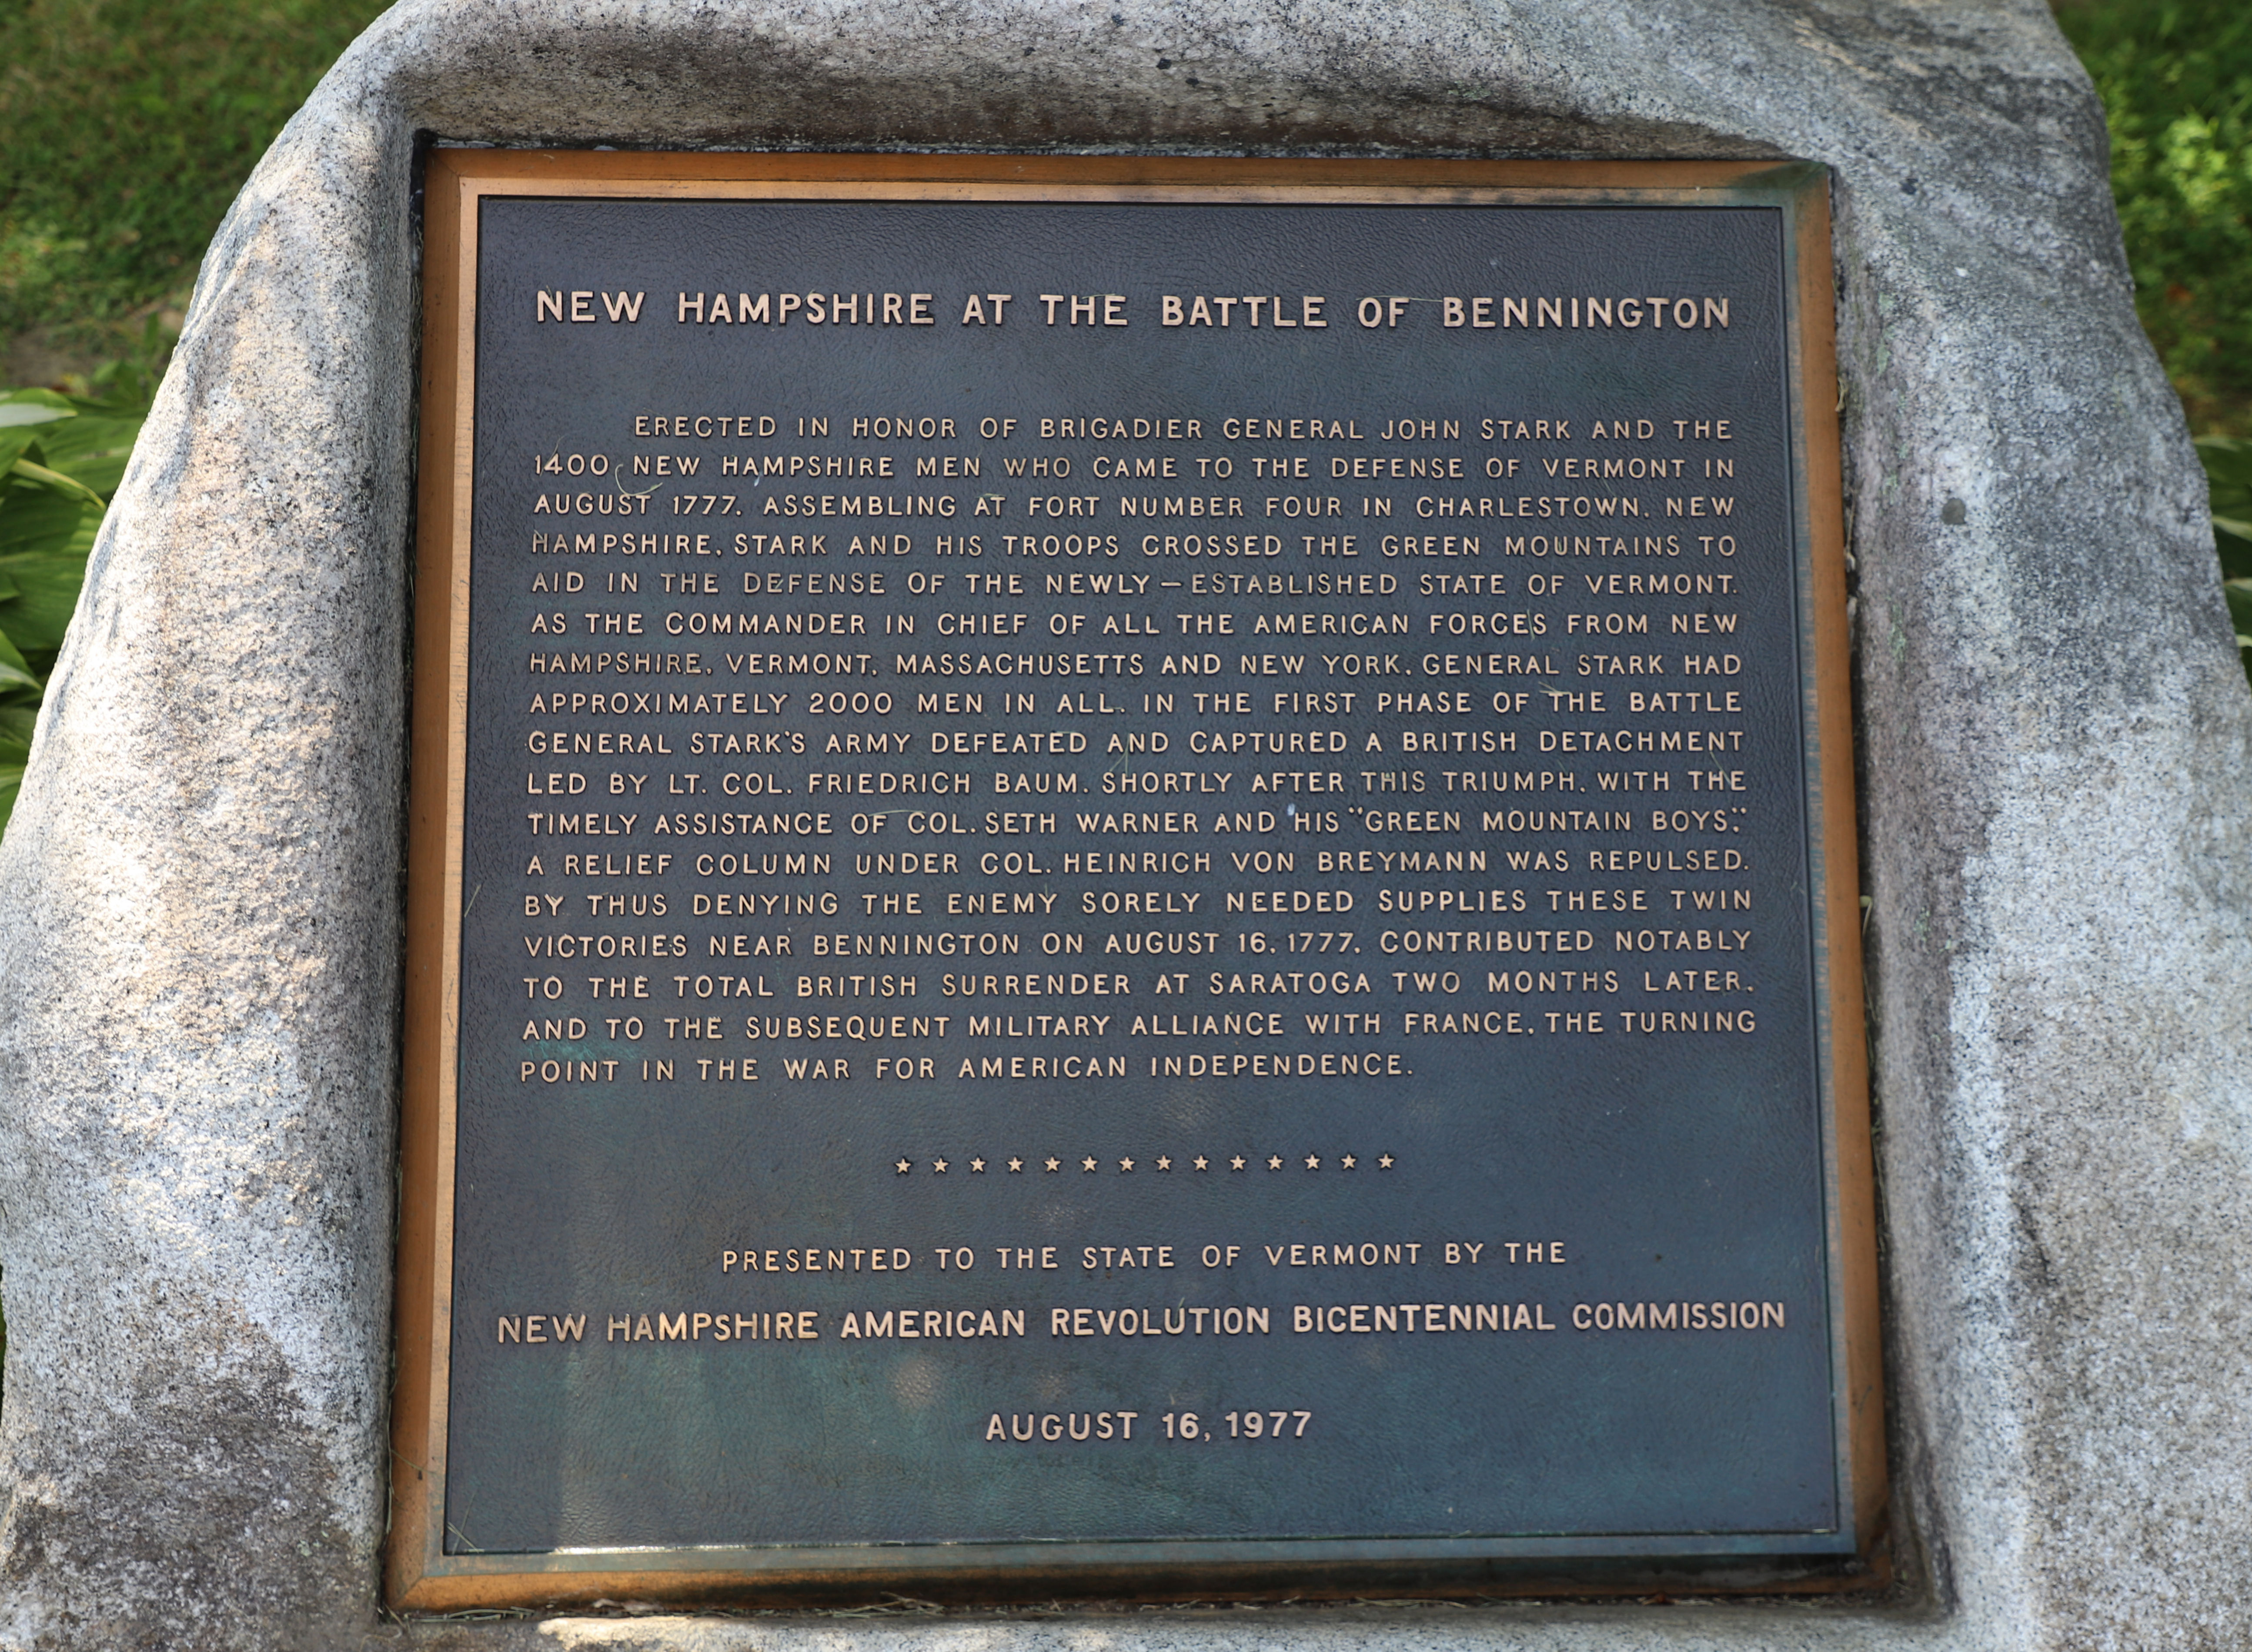 NEW HAMPSHIRE AT THE BATTLE OF BENNINGTON
ERECTED IN HONOR OF BRIGADIER GENERAL JOHN STARK AND THE
1400 NEW HAMPSHIRE MEN WHO CAME TO THE DEFENSE OF VERMONT IN
AUGUST 1777. ASSEMBLING AT FORT NUMBER FOUR IN CHARLESTOWN, NEW
HAMPSHIRE, STARK AND HIS TROOPS CROSSED THE GREEN MOUNTAINS TO
AID IN THE DEFENSE OF THE NEWLY—ESTABLISHED STATE OF VERMONT.
AS THE COMMANDER IN CHIEF OF ALL THE AMERICAN FORCES FROM NEW
HAMPSHIRE, VERMONT, MASSACHUSETTS AND NEW YORK, GENERAL STARK HAD
APPROXIMATELY 2000 MEN IN ALL. IN THE FIRST PHASE OF THE BATTLE
GENERAL STARK'S ARMY DEFEATED AND CAPTURED A BRITISH DETACHMENT
LED BY LT. COL. FRIEDRICH BAUM. SHORTLY AFTER THIS TRIUMPH, WITH THE
TIMELY ASSISTANCE OF COL. SETH WARNER AND HIS "GREEN MOUNTAIN BOYS",
A RELIEF COLUMN UNDER COL. HEINRICH VON BREYMANN WAS REPULSED.
BY THUS DENYING THE ENEMY SORELY NEEDED SUPPLIES THESE TWIN
VICTORIES NEAR BENNINGTON ON AUGUST 16, 1777, CONTRIBUTED NOTABLY
TO THE TOTAL BRITISH SURRENDER AT SARATOGA TWO MONTHS LATER,
AND TO THE SUBSEQUENT MILITARY ALLIANCE WITH FRANCE, THE TURNING
POINT IN THE WAR FOR AMERICAN INDEPENDENCE.
★ ★ ★ ★ ★ ★ ★ ★ ★ ★ ★ ★ ★ ★
PRESENTED TO THE STATE OF VERMONT BY THE
NEW HAMPSHIRE AMERICAN REVOLUTION BICENTENNIAL COMMISSION
AUGUST 16, 1977